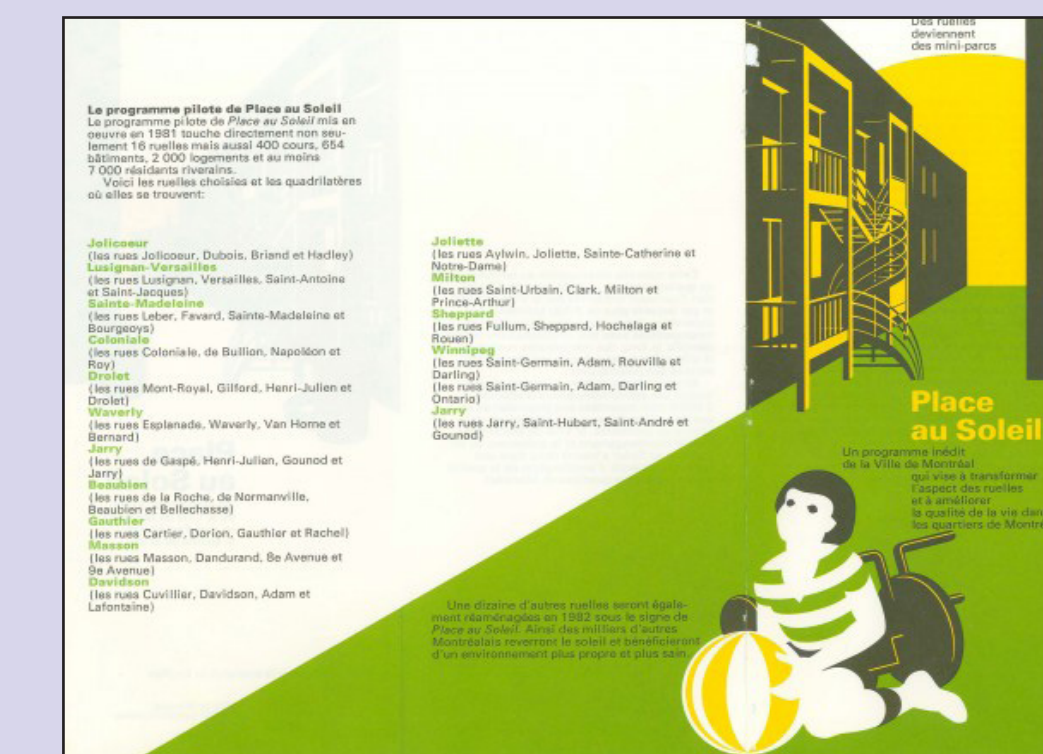 Le programme pilote de Place au Soleil
Le programme pilote de Place au Soleil mis en
oeuvre en 1981 touche directement non seu-
lement 16 ruelles mais aussi 400 cours, 654
bâtiments, 2 000 logements et au moins
7 000 résidants riverains.
Voici les ruelles choisies et les quadrilatères
où elles se trouvent:
Jolicoeur
(les rues Jolicoeur, Dubois, Briand et Hadley)
Lusignan-Versailles
(les rues Lusignan, Versailles, Saint-Antoine
et Saint-Jacques)
Sainte-Madeleine
(les rues Leber, Favard, Sainte-Madeleine et
Bourgeoys)
Coloniale
(les rues Coloniale, de Bullion, Napoléon et
Roy)
Drolet
(les rues Mont-Royal, Gilford, Henri-Julien et
Drolet)
Waverly
(les rues Esplanade, Waverly, Van Horne et
Bernard)
Jarry
(les rues de Gaspé, Henri-Julien, Gounod et
Jarry)
Beaubien
(les rues de la Roche, de Normanville,
Beaubien et Bellechasse)
Gauthier
(les rues Cartier, Dorion, Gauthier et Rachel)
Masson
(les rues Masson, Dandurand, 8e Avenue et
9e Avenue)
Davidson
(les rues Cuvillier, Davidson, Adam et
Lafontaine)
Joliette
(les rues Aylwin, Joliette, Sainte-Catherine et
Notre-Dame)
Milton
(les rues Saint-Urbain, Clark, Milton et
Prince-Arthur)
Sheppard
(les rues Fullum, Sheppard, Hochelaga et
Rouen)
Winnipeg
(les rues Saint-Germain, Adam, Rouville et
Darling)
(les rues Saint-Germain, Adam, Darling et
Ontario)
Jarry
(les rues Jarry, Saint-Hubert, Saint-André et
Gounod)
Une dizaine d'autres ruelles seront égale-
ment réaménagées en 1982 sous le signe de
Place au Soleil. Ainsi des milliers d'autres
Montréalais reverront le soleil et bénéficieront
d'un environnement plus propre et plus sain.
Des ruelles
deviennent
des mini-parcs
Place
au Soleil
Un programme inédit
de la Ville de Montréal
qui vise à transformer
l'aspect des ruelles
et à améliorer
la qualité de la vie dan
les quartiers de Montré